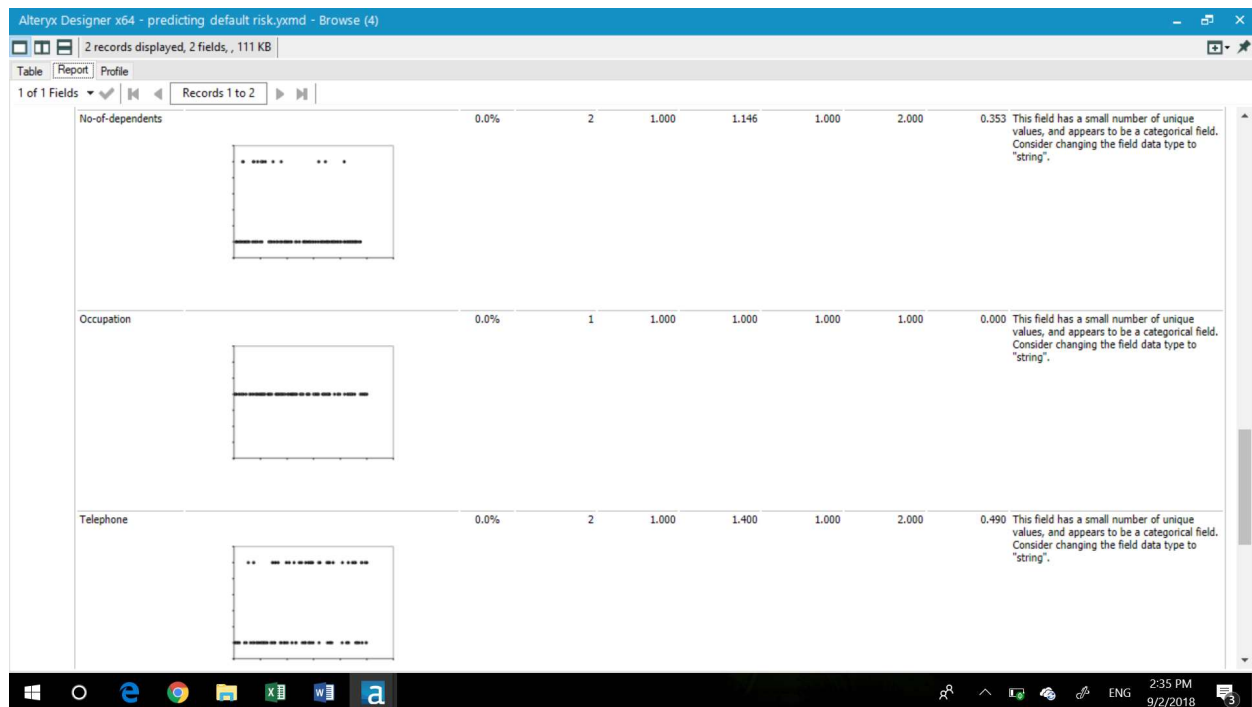 Alteryx Designer x64 - predicting default risk.yxmd - Browse (4)
2 records displayed, 2 fields, , 111 KB
Table Report Profile
1 of 1 Fields Records 1 to 2
No-of-dependents 0.0% 2 1.000 1.146 1.000 2.000 0.353 This field has a small number of unique
values, and appears to be a categorical field.
Consider changing the field data type to
"string".
Occupation 0.0% 1 1.000 1.000 1.000 1.000 0.000 This field has a small number of unique
values, and appears to be a categorical field.
Consider changing the field data type to
"string".
Telephone 0.0% 2 1.000 1.400 1.000 2.000 0.490 This field has a small number of unique
values, and appears to be a categorical field.
Consider changing the field data type to
"string".
ENG
2:35 PM
9/2/2018
3